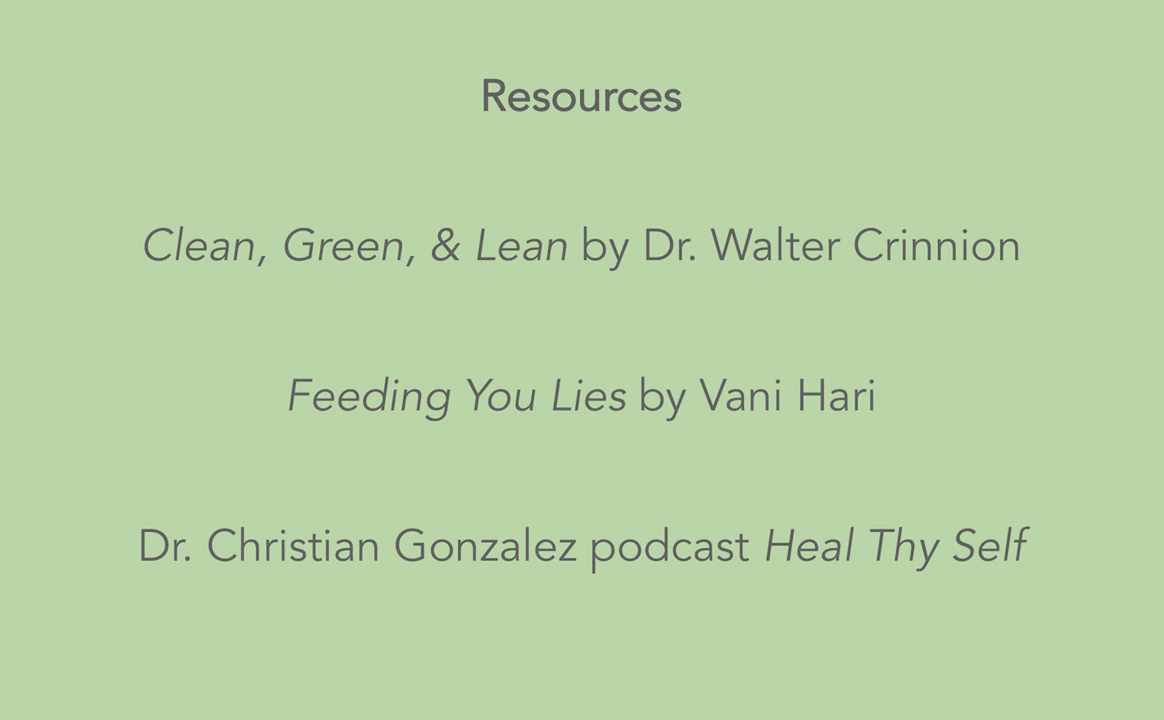 Resources
Clean, Green, & Lean by Dr. Walter Crinnion
Feeding You Lies by Vani Hari
Dr. Christian Gonzalez podcast Heal Thy Self